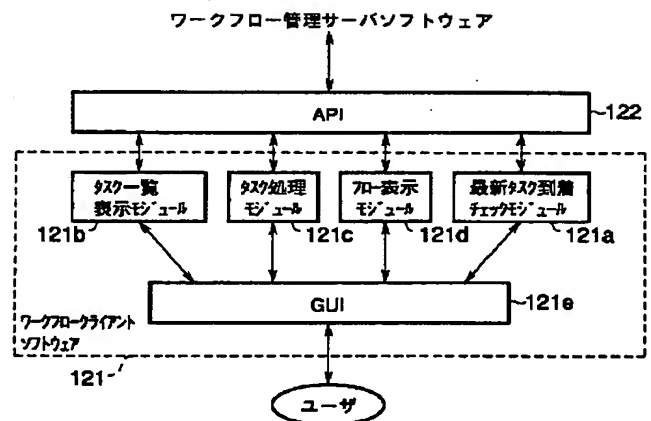 ワークフロー管理サーバソフトウェア
API
122
タスク一覧
表示モジュール
タスク処理
モジュール
フロー表示
モジュール
最新タスク到着
チェックモジュール
121b
121c
121d
121a
GUI
121e
ワークフロークライアント
ソフトウェア
121
ユーザ